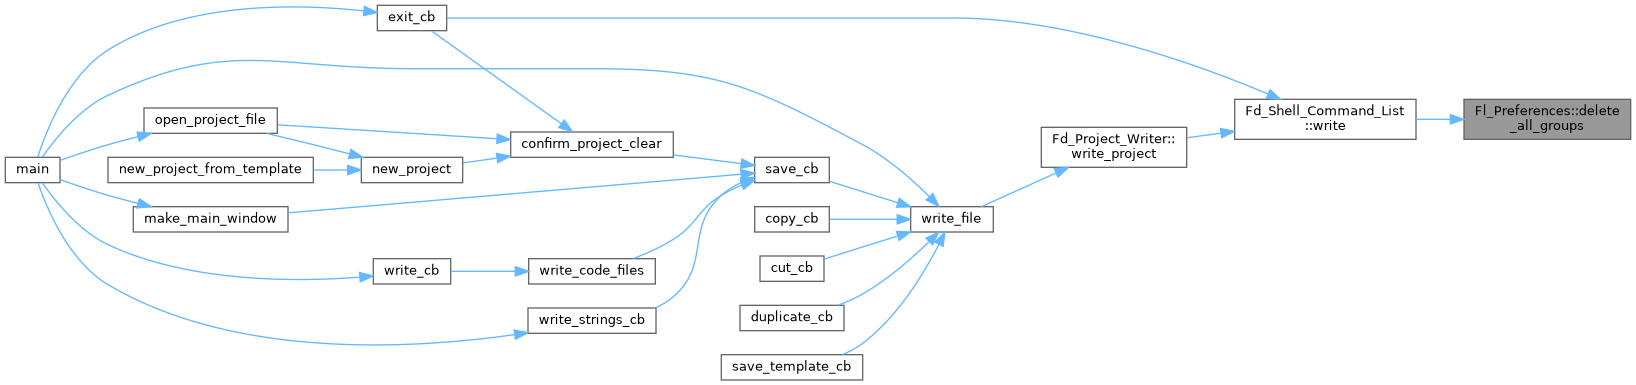 exit_cb
Fd_Shell_Command_List
::write
Fl_Preferences::delete
_all_groups
open_project_file
confirm_project_clear
Fd_Project_Writer::
write_project
main
new_project_from_template
new_project
save_cb
make_main_window
copy_cb
write_file
write_cb
write_code_files
cut_cb
write_strings_cb
duplicate_cb
save_template_cb